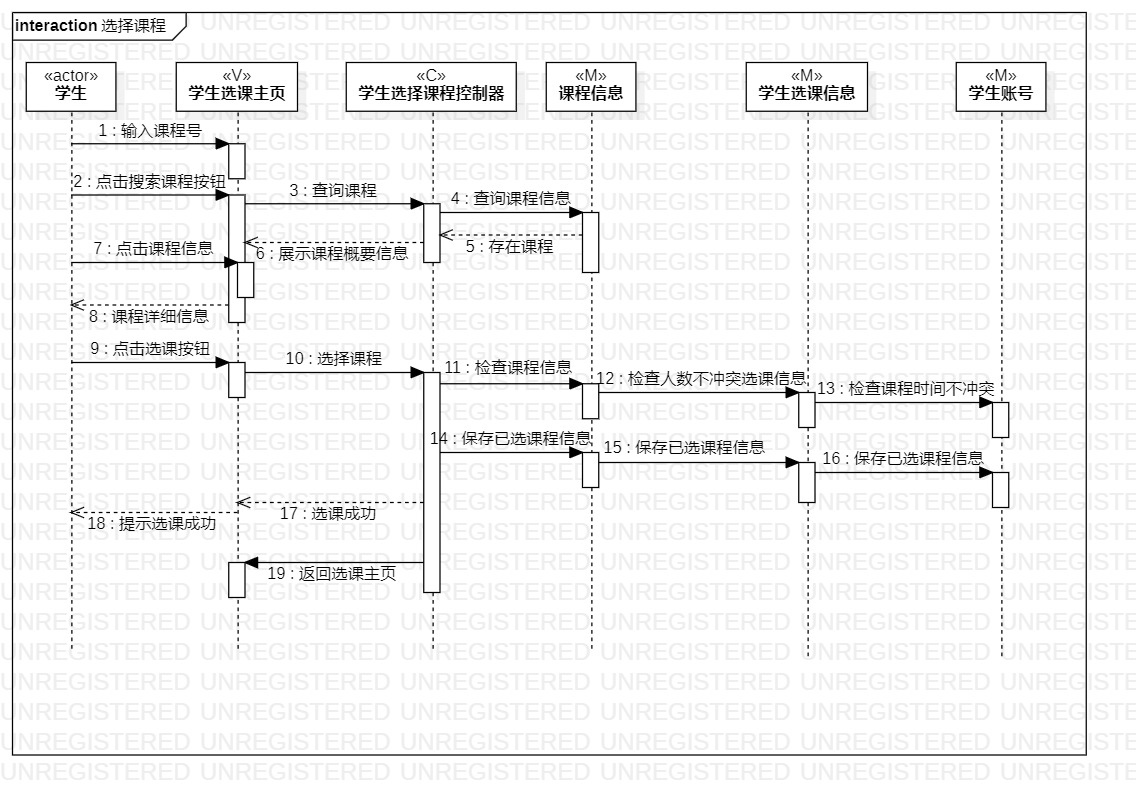 interaction 选择课程
«actor»
学生
«V»
学生选课主页
«C»
学生选择课程控制器
«M»
课程信息
«M»
学生选课信息
«M»
学生账号
1 : 输入课程号
2 : 点击搜索课程按钮
3 : 查询课程
4 : 查询课程信息
5 : 存在课程
6 : 展示课程概要信息
7 : 点击课程信息
8 : 课程详细信息
9 : 点击选课按钮
10 : 选择课程
11 : 检查课程信息
12 : 检查人数不冲突选课信息
13 : 检查课程时间不冲突
14 : 保存已选课程信息
15 : 保存已选课程信息
16 : 保存已选课程信息
17 : 选课成功
18 : 提示选课成功
19 : 返回选课主页
UNREGISTERED